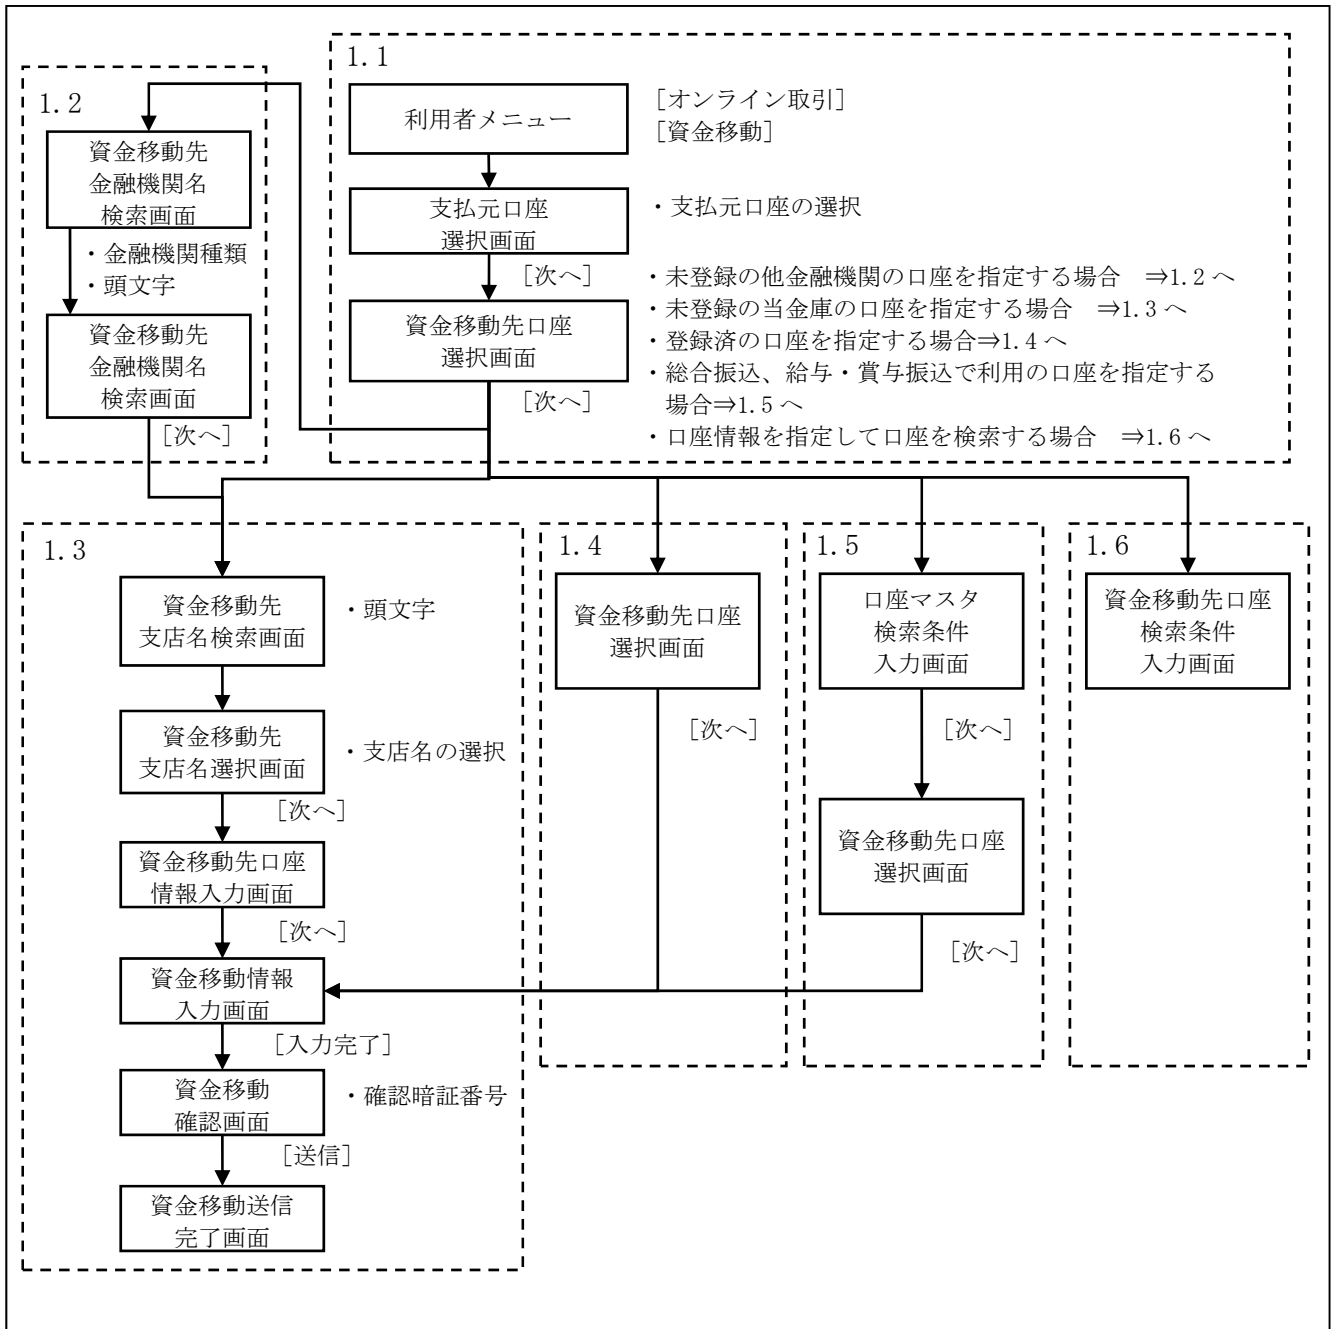 1.1
利用者メニュー
［オンライン取引］
［資金移動］
支払元口座
選択画面
・支払元口座の選択
［次へ］
資金移動先口座
選択画面
・未登録の他金融機関の口座を指定する場合　⇒1.2へ
・未登録の当金庫の口座を指定する場合　⇒1.3へ
・登録済の口座を指定する場合⇒1.4へ
・総合振込、給与・賞与振込で利用の口座を指定する
場合⇒1.5へ
・口座情報を指定して口座を検索する場合　⇒1.6へ
［次へ］
1.2
資金移動先
金融機関名
検索画面
・金融機関種類
・頭文字
資金移動先
金融機関名
検索画面
［次へ］
1.3
資金移動先
支店名検索画面
・頭文字
資金移動先
支店名選択画面
・支店名の選択
［次へ］
資金移動先口座
情報入力画面
［次へ］
資金移動情報
入力画面
［入力完了］
資金移動
確認画面
・確認暗証番号
［送信］
資金移動送信
完了画面
1.4
資金移動先口座
選択画面
［次へ］
1.5
口座マスタ
検索条件
入力画面
［次へ］
資金移動先口座
選択画面
［次へ］
1.6
資金移動先口座
検索条件
入力画面